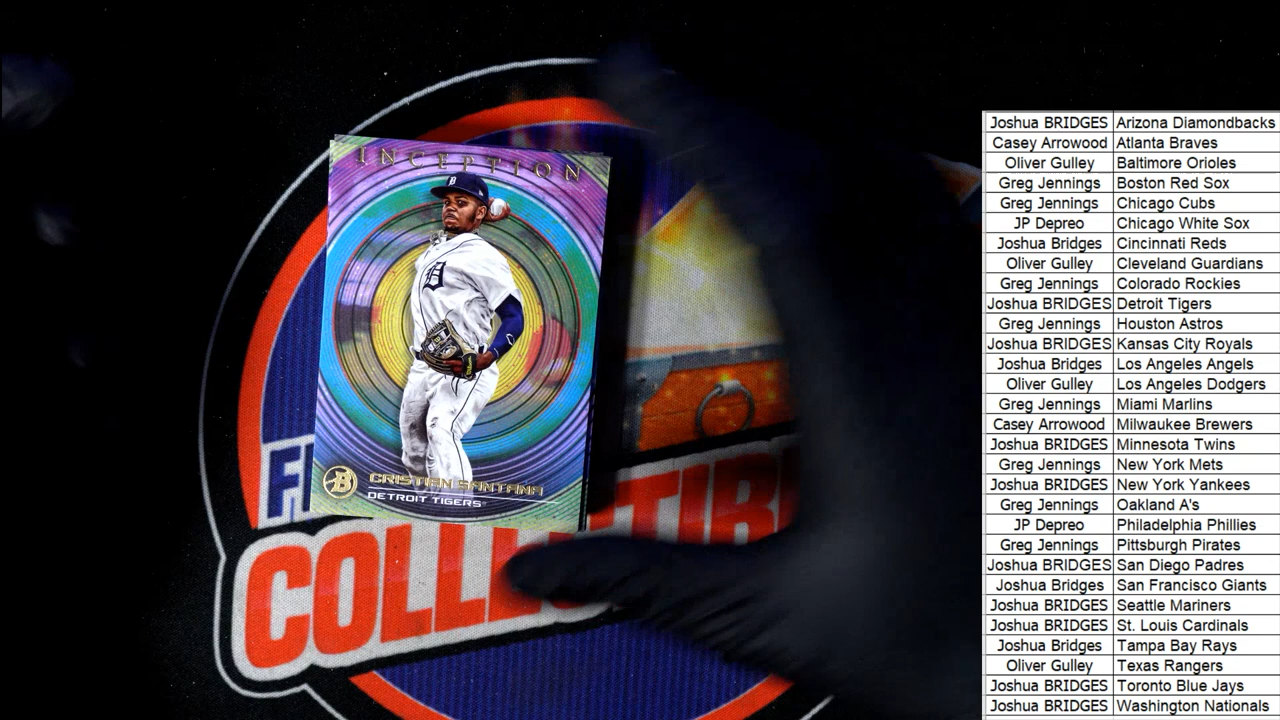 INCEPTION
D
D
B
CRISTIAN SANTANA
DETROIT TIGERS
COLLECTIBL
Joshua BRIDGES Arizona Diamondbacks
Casey Arrowood Atlanta Braves
Oliver Gulley Baltimore Orioles
Greg Jennings Boston Red Sox
Greg Jennings Chicago Cubs
JP Depreo Chicago White Sox
Joshua Bridges Cincinnati Reds
Oliver Gulley Cleveland Guardians
Greg Jennings Colorado Rockies
Joshua BRIDGES Detroit Tigers
Greg Jennings Houston Astros
Joshua BRIDGES Kansas City Royals
Joshua Bridges Los Angeles Angels
Oliver Gulley Los Angeles Dodgers
Greg Jennings Miami Marlins
Casey Arrowood Milwaukee Brewers
Joshua BRIDGES Minnesota Twins
Greg Jennings New York Mets
Joshua BRIDGES New York Yankees
Greg Jennings Oakland A's
JP Depreo Philadelphia Phillies
Greg Jennings Pittsburgh Pirates
Joshua BRIDGES San Diego Padres
Joshua Bridges San Francisco Giants
Joshua BRIDGES Seattle Mariners
Joshua BRIDGES St. Louis Cardinals
Joshua Bridges Tampa Bay Rays
Oliver Gulley Texas Rangers
Joshua BRIDGES Toronto Blue Jays
Joshua BRIDGES Washington Nationals